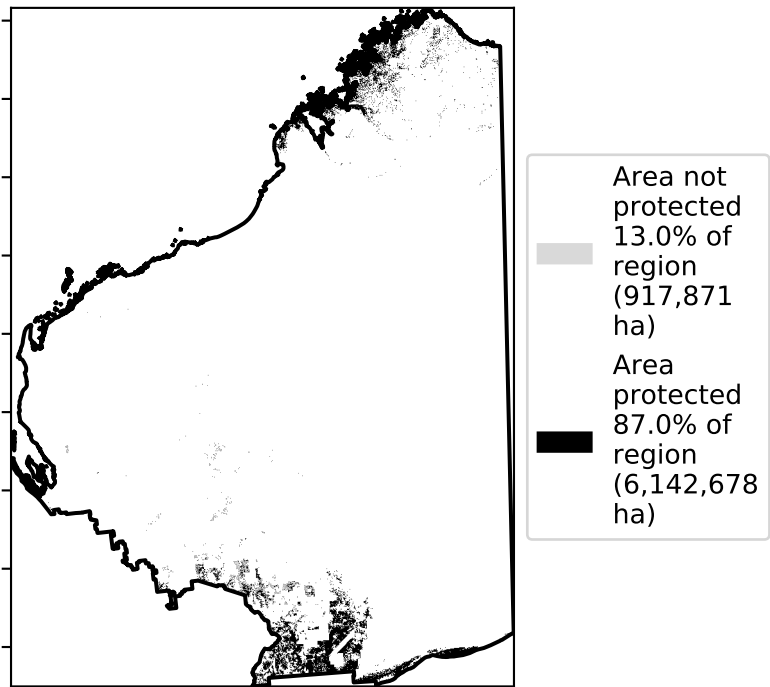 Area not
protected
13.0% of
region
(917,871
ha)
Area
protected
87.0% of
region
(6,142,678
ha)